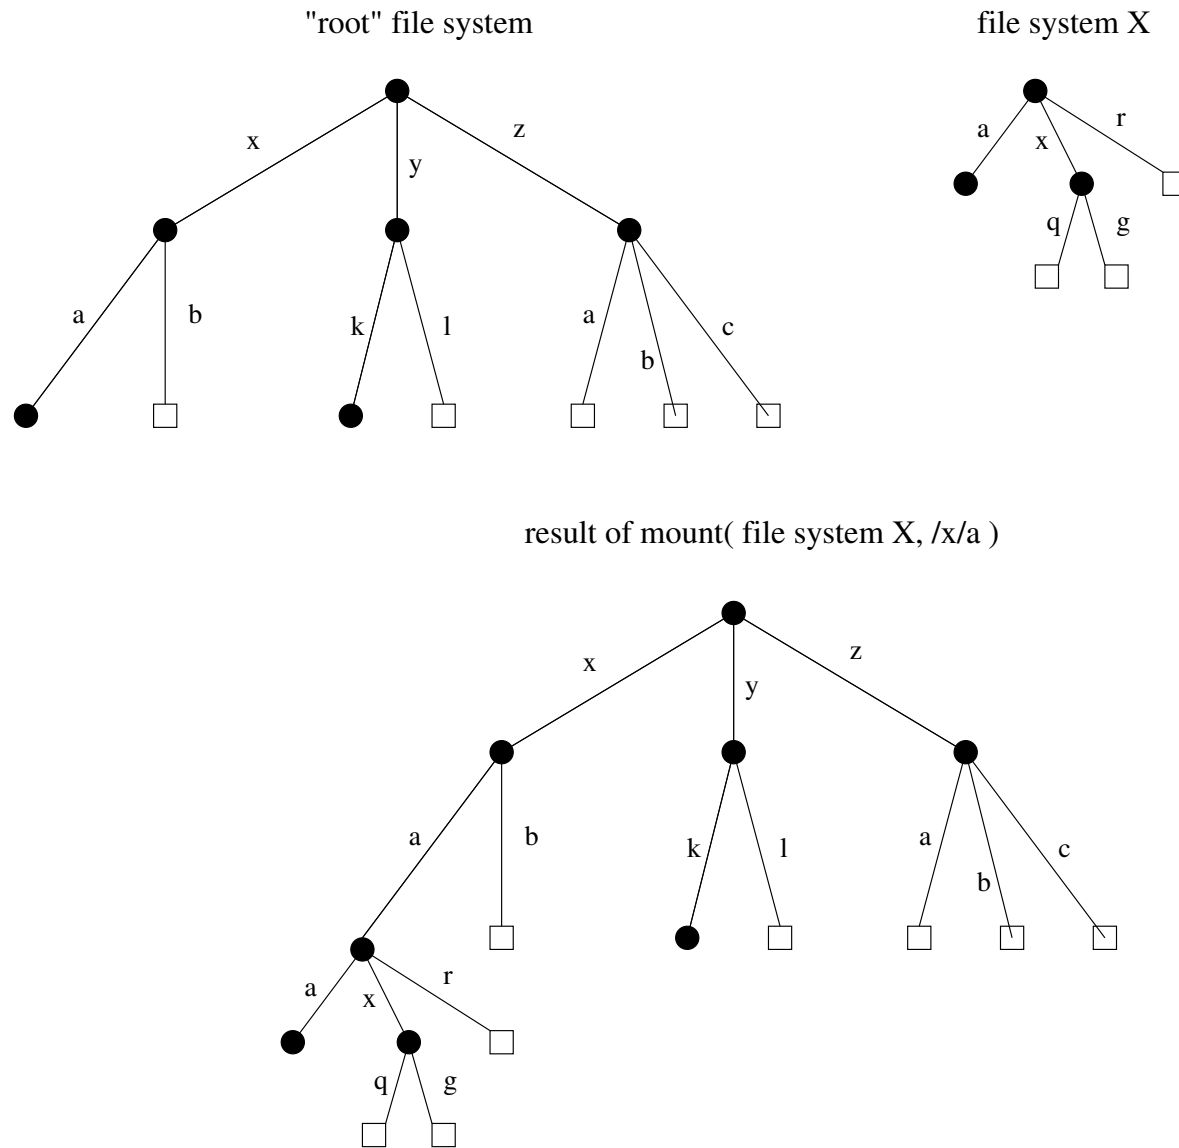 "root" file system
file system X
x
y
z
a
b
k
l
a
b
c
a
x
r
q
g
result of mount( file system X, /x/a )
x
y
z
a
b
k
l
a
b
c
a
x
r
q
g